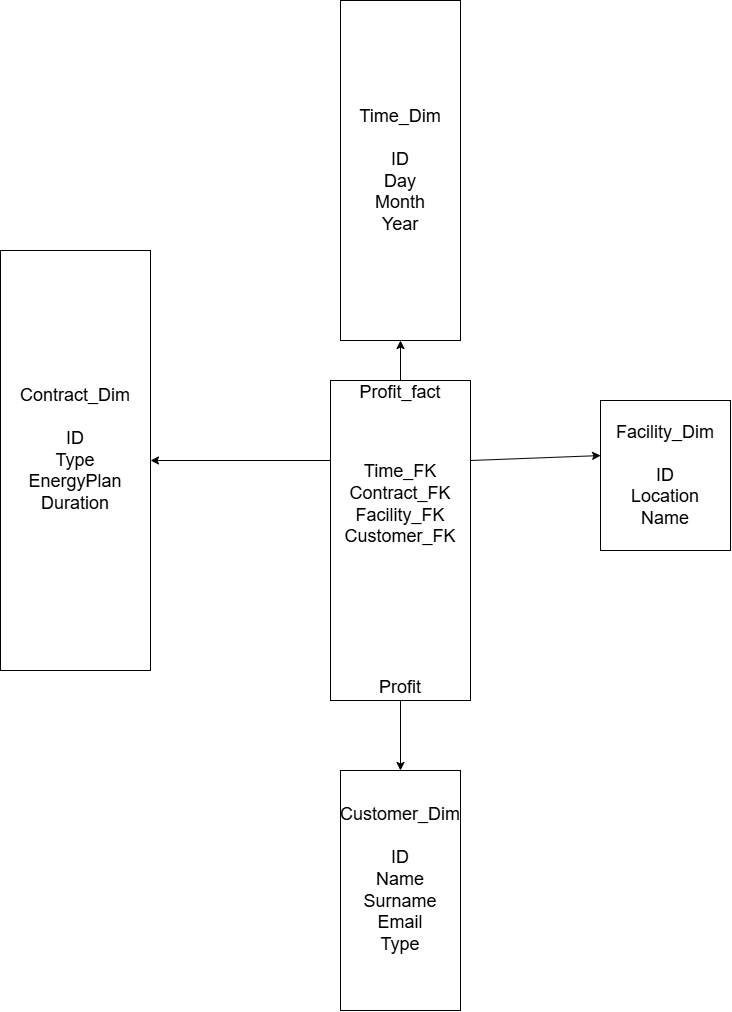 Time_Dim
ID
Day
Month
Year
Contract_Dim
ID
Type
EnergyPlan
Duration
Profit_fact
Time_FK
Contract_FK
Facility_FK
Customer_FK
Profit
Facility_Dim
ID
Location
Name
Customer_Dim
ID
Name
Surname
Email
Type